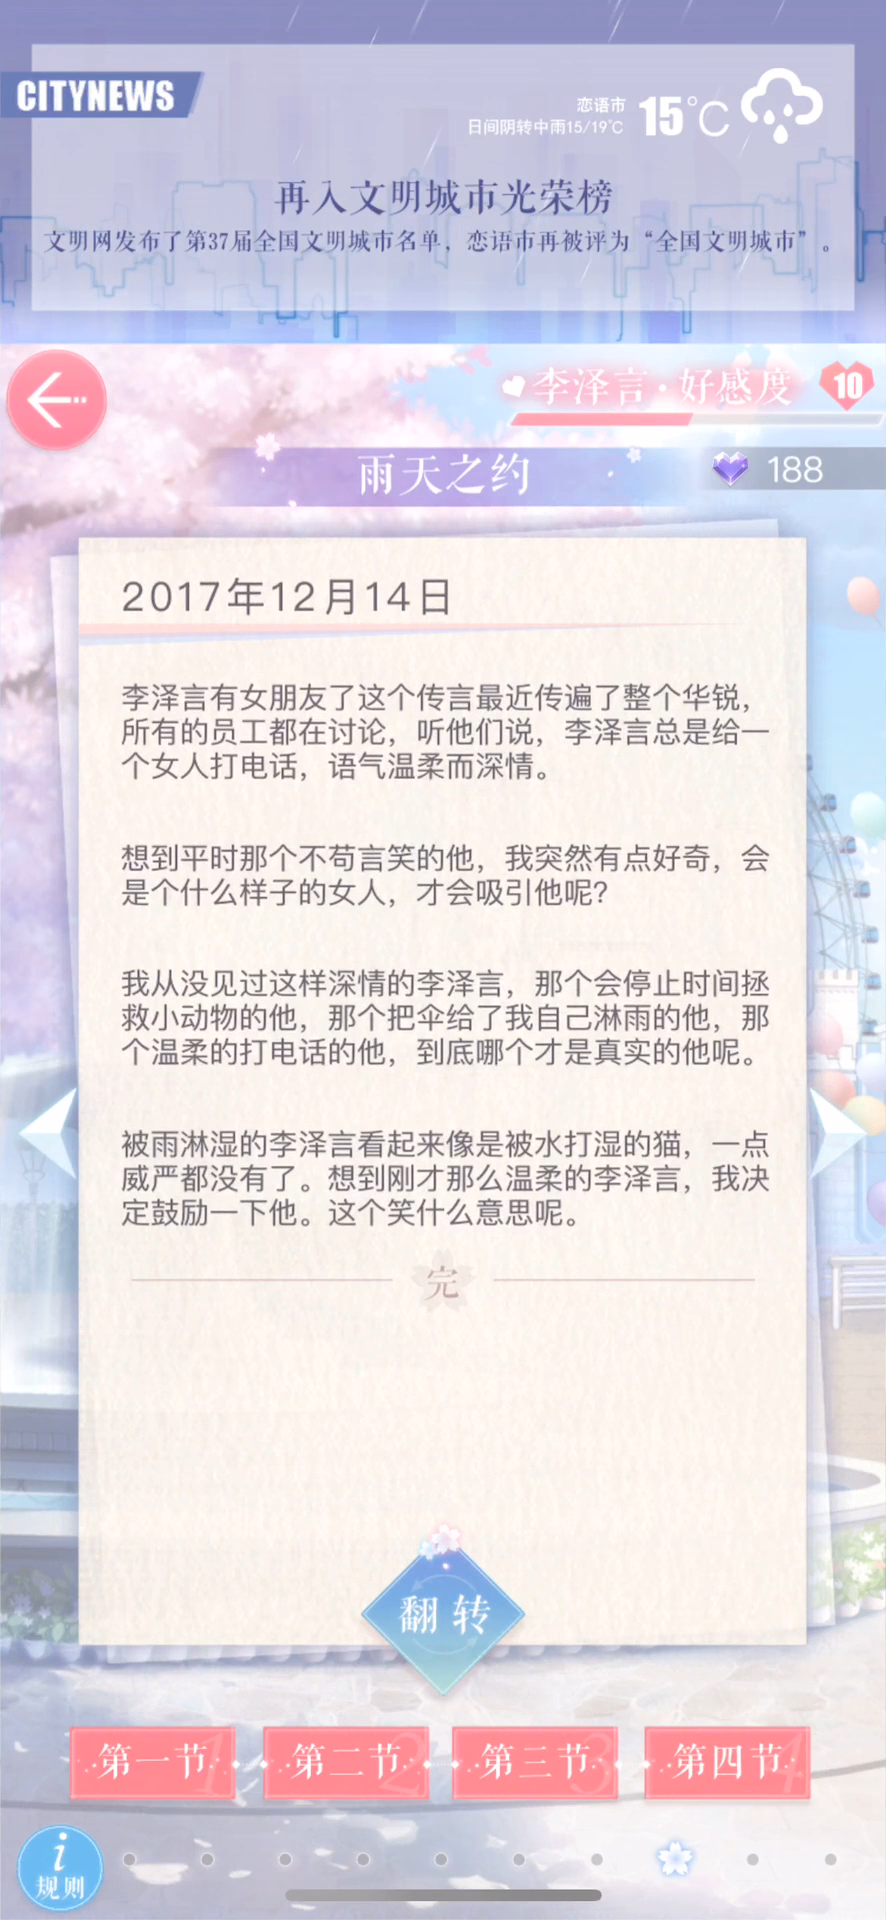 CITYNEWS
恋语市
日间阴转中雨15/19℃
15°C
再入文明城市光荣榜
文明网发布了第37届全国文明城市名单，恋语市再被评为“全国文明城市”。
李泽言·好感度
10
雨天之约
188
2017年12月14日
李泽言有女朋友了这个传言最近传遍了整个华锐，
所有的员工都在讨论，听他们说，李泽言总是给一
个女人打电话，语气温柔而深情。
想到平时那个不苟言笑的他，我突然有点好奇，会
是个什么样子的女人，才会吸引他呢？
我从没见过这样深情的李泽言，那个会停止时间拯
救小动物的他，那个把伞给了我自己淋雨的他，那
个温柔的打电话的他，到底哪个才是真实的他呢。
被雨淋湿的李泽言看起来像是被水打湿的猫，一点
威严都没有了。想到刚才那么温柔的李泽言，我决
定鼓励一下他。这个笑什么意思呢。
完
翻转
第一节 1
第二节 2
第三节 3
第四节 4
i
规则